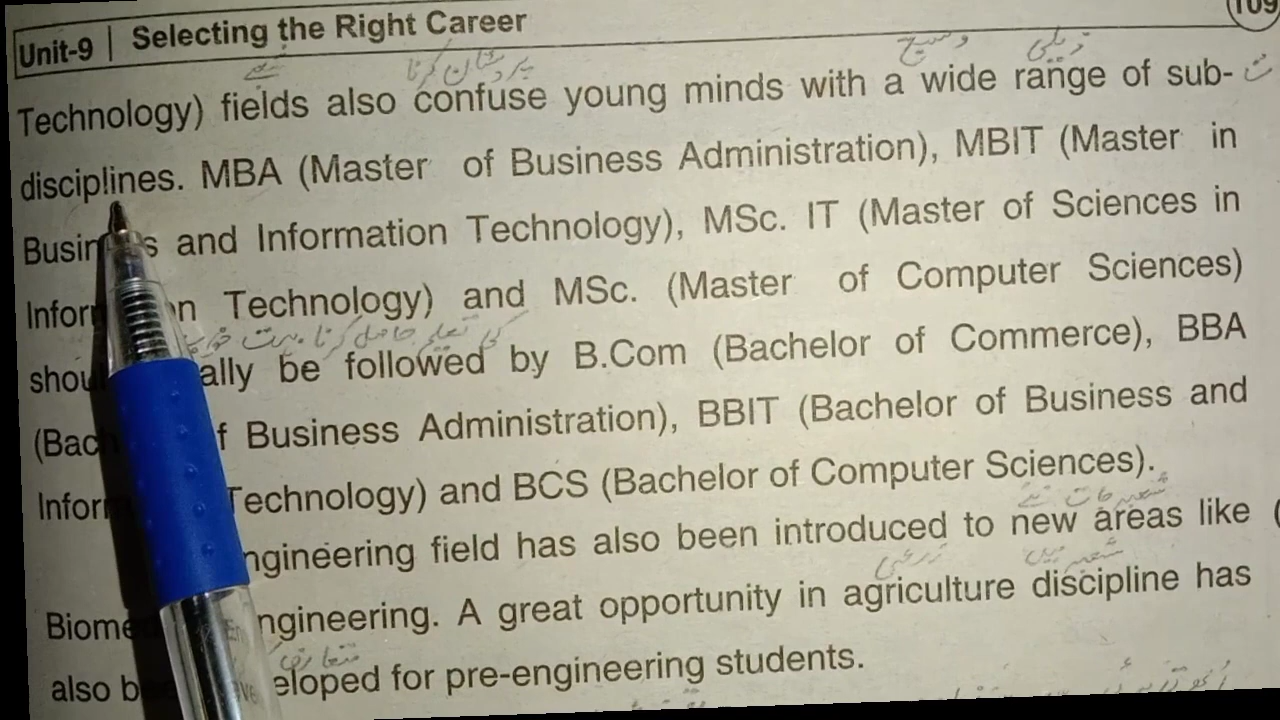 Unit-9 | Selecting the Right Career
109
Technology) fields also confuse young minds with a wide range of sub-
disciplines. MBA (Master of Business Administration), MBIT (Master in
Busin s and Information Technology), MSc. IT (Master of Sciences in
Infor n Technology) and MSc. (Master of Computer Sciences)
shou ally be followed by B.Com (Bachelor of Commerce), BBA
(Bac f Business Administration), BBIT (Bachelor of Business and
Infor Technology) and BCS (Bachelor of Computer Sciences).
ngineering field has also been introduced to new areas like
Biome ngineering. A great opportunity in agriculture discipline has
also b eloped for pre-engineering students.